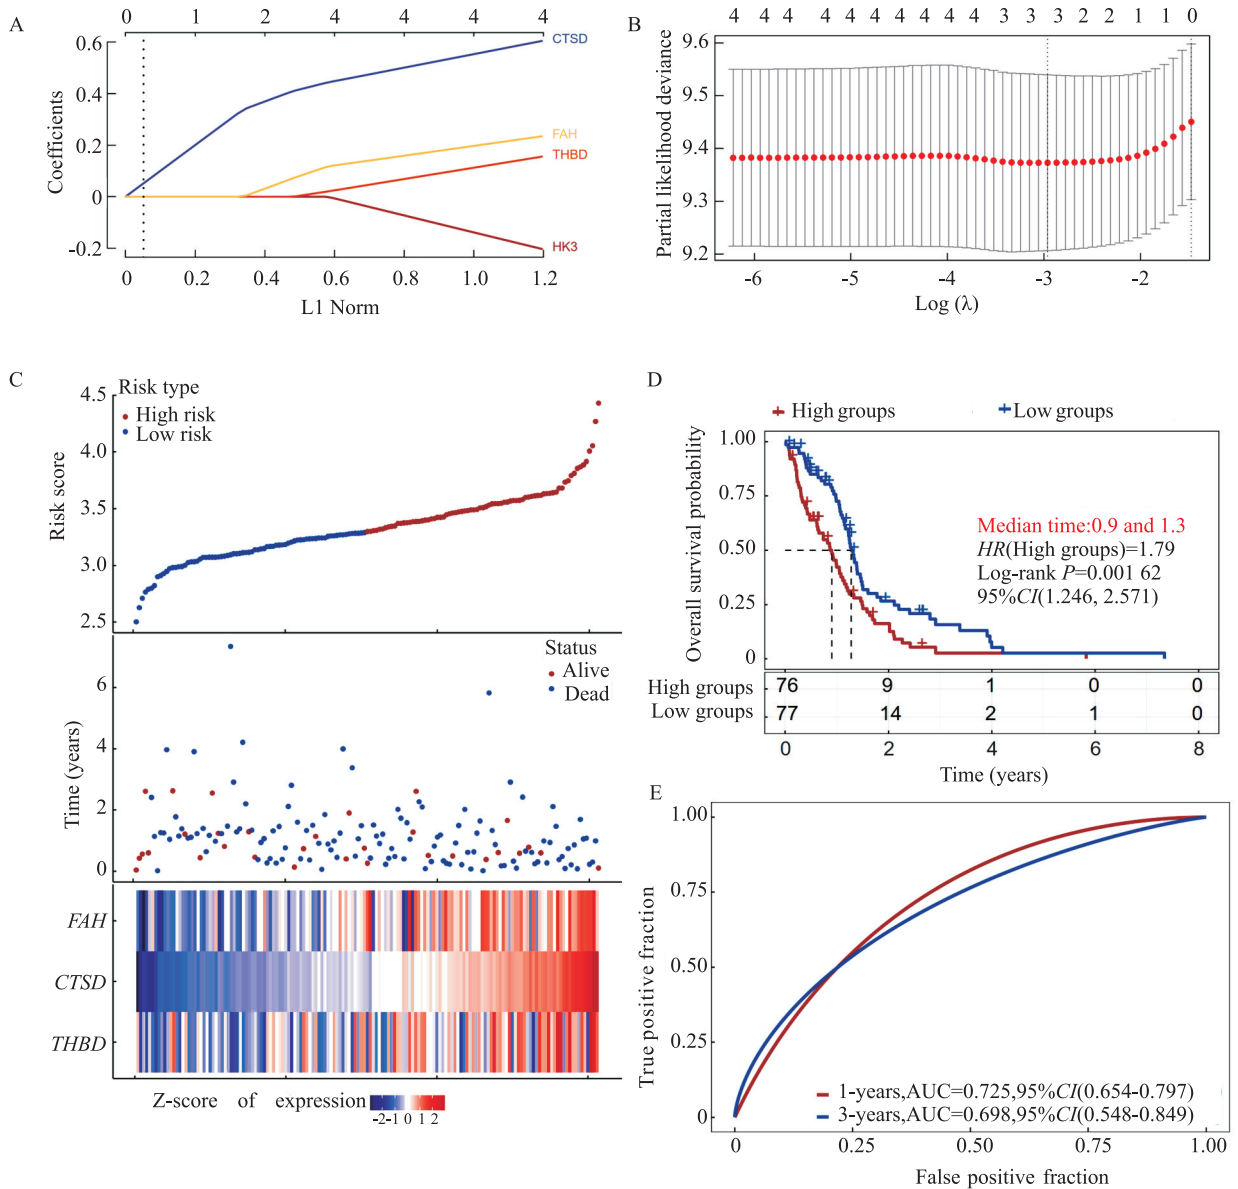 A
0 1 2 4 4 4 4
0.6
0.4
0.2
0
-0.2
Coefficients
CTSD
FAH
THBD
HK3
0 0.2 0.4 0.6 0.8 1.0 1.2
L1 Norm
B
4 4 4 4 4 4 4 4 4 3 3 3 2 2 1 1 0
9.6
9.5
9.4
9.3
9.2
Partial likelihood deviance
-6 -5 -4 -3 -2
Log (λ)
C
Risk type
High risk
Low risk
4.5
4.0
3.5
3.0
2.5
Risk score
Status
Alive
Dead
6
4
2
0
Time (years)
FAH
CTSD
THBD
Z-score of expression
-2 -1 0 1 2
D
High groups Low groups
1.00
0.75
0.50
0.25
0
Overall survival probability
Median time:0.9 and 1.3
HR(High groups)=1.79
Log-rank P=0.001 62
95%CI(1.246, 2.571)
High groups 76 9 1 0 0
Low groups 77 14 2 1 0
0 2 4 6 8
Time (years)
E
1.00
0.75
0.50
0.25
0
True positive fraction
1-years,AUC=0.725,95%CI(0.654-0.797)
3-years,AUC=0.698,95%CI(0.548-0.849)
0 0.25 0.50 0.75 1.00
False positive fraction